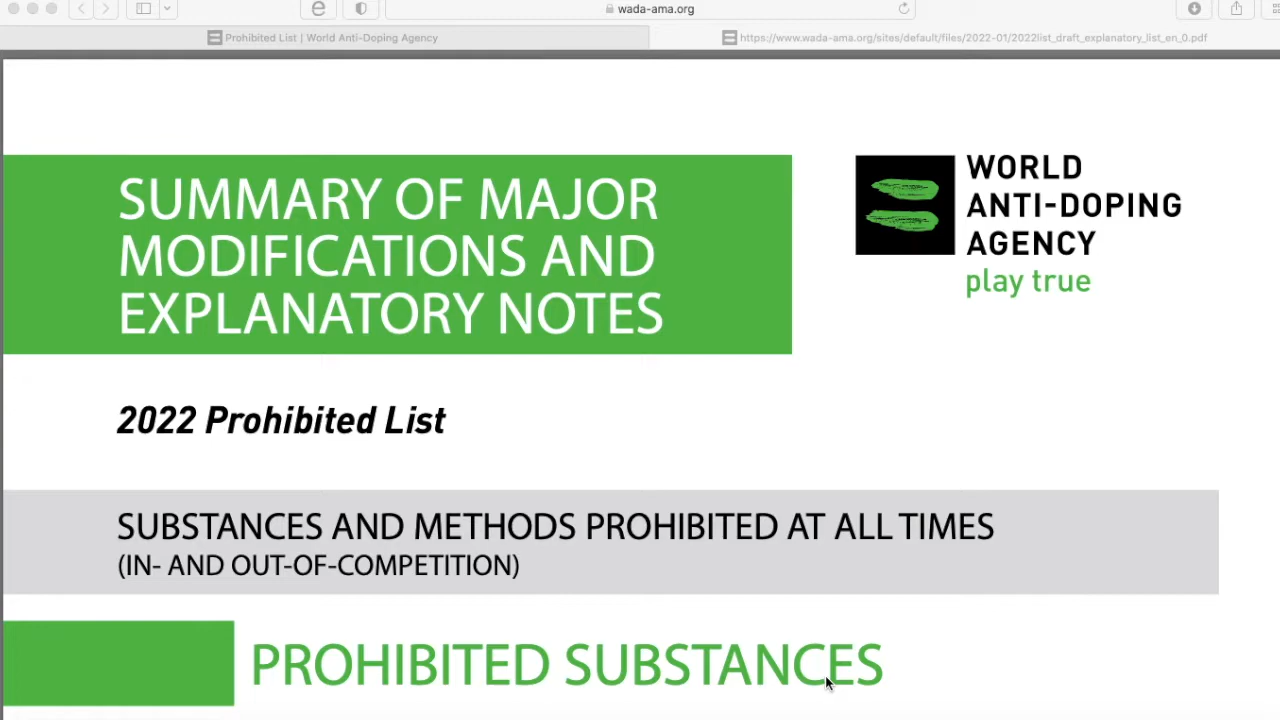 wada-ama.org
Prohibited List | World Anti-Doping Agency
https://www.wada-ama.org/sites/default/files/2022-01/2022list_draft_explanatory_list_en_0.pdf
SUMMARY OF MAJOR
MODIFICATIONS AND
EXPLANATORY NOTES
WORLD
ANTI-DOPING
AGENCY
play true
2022 Prohibited List
SUBSTANCES AND METHODS PROHIBITED AT ALL TIMES
(IN- AND OUT-OF-COMPETITION)
PROHIBITED SUBSTANCES